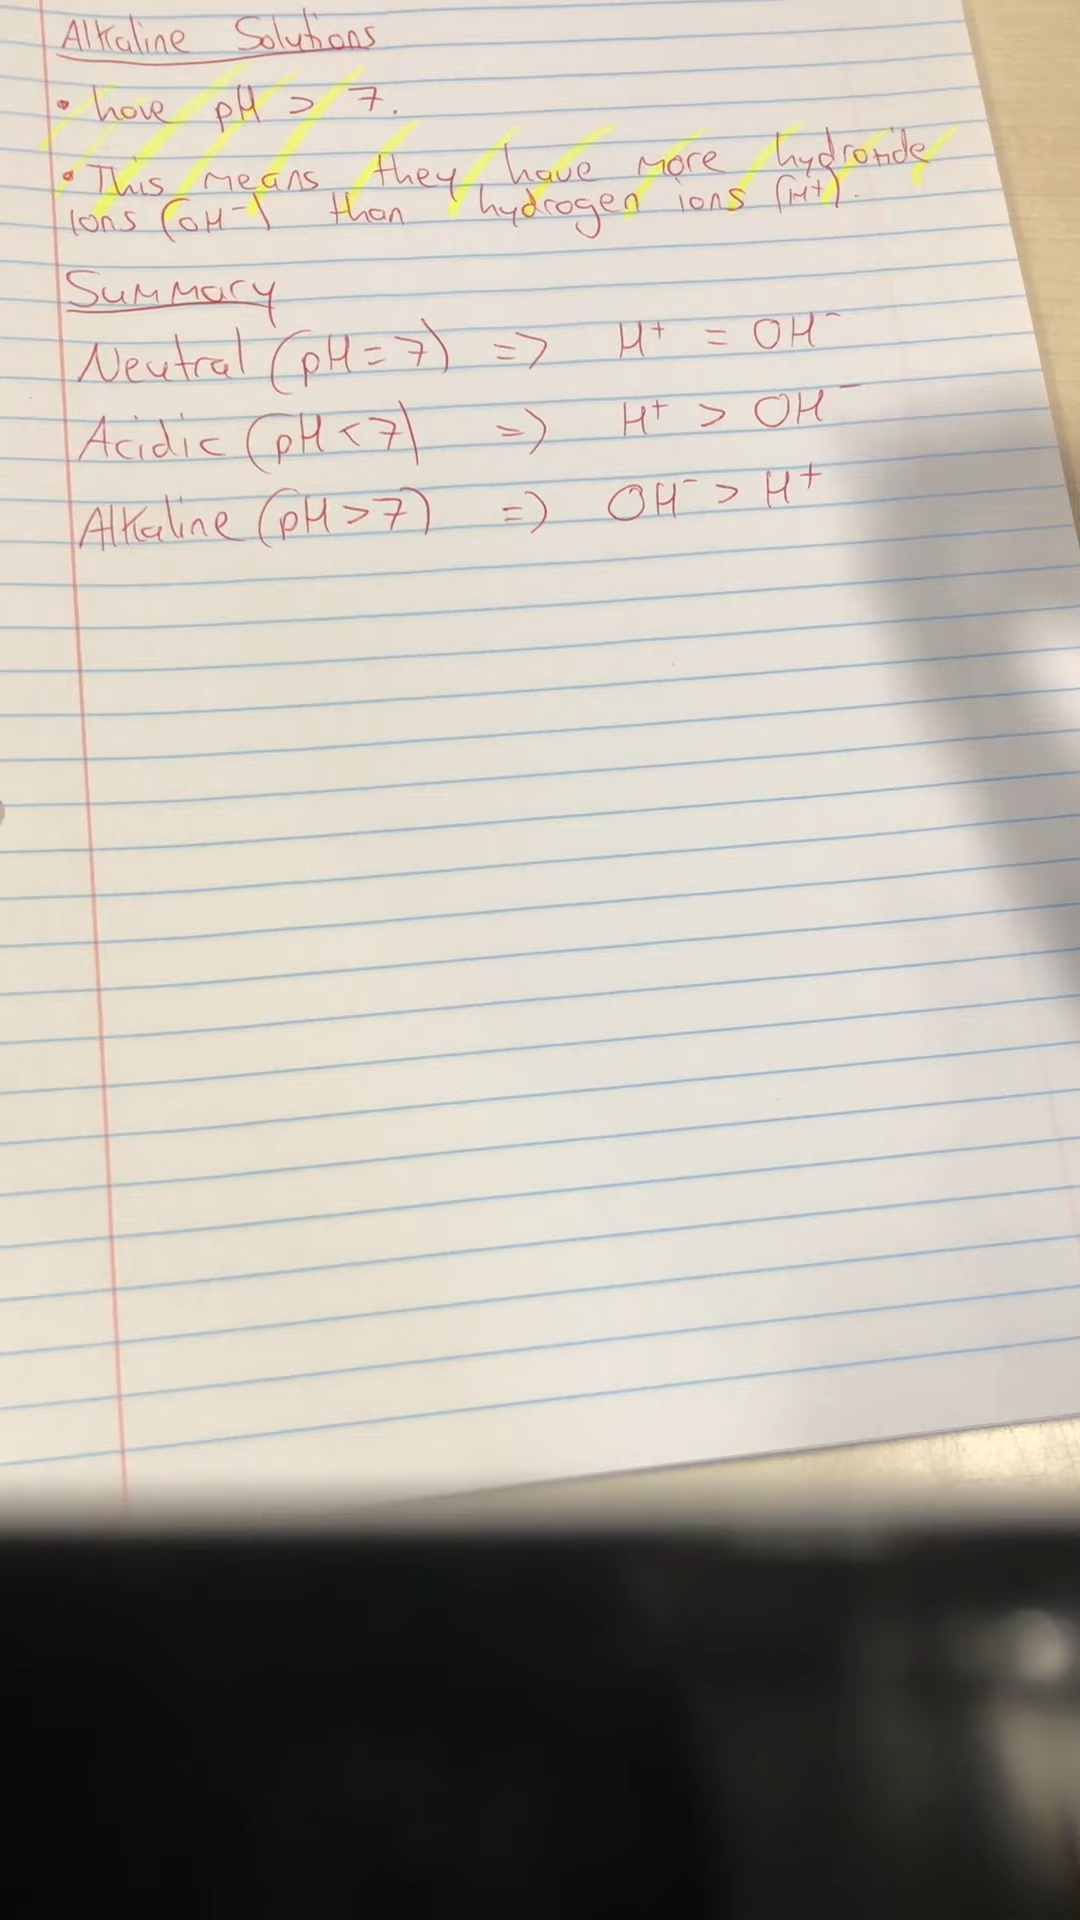 Alkaline Solutions
• have pH > 7.
• This means they have more hydroxide
ions (OH⁻) than hydrogen ions (H⁺).
Summary
Neutral (pH = 7) => H⁺ = OH⁻
Acidic (pH < 7) => H⁺ > OH⁻
Alkaline (pH > 7) => OH⁻ > H⁺